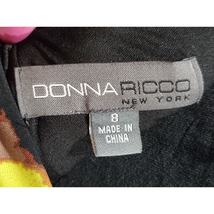 DONNA RICCO
NEW YORK
8
MADE IN
CHINA